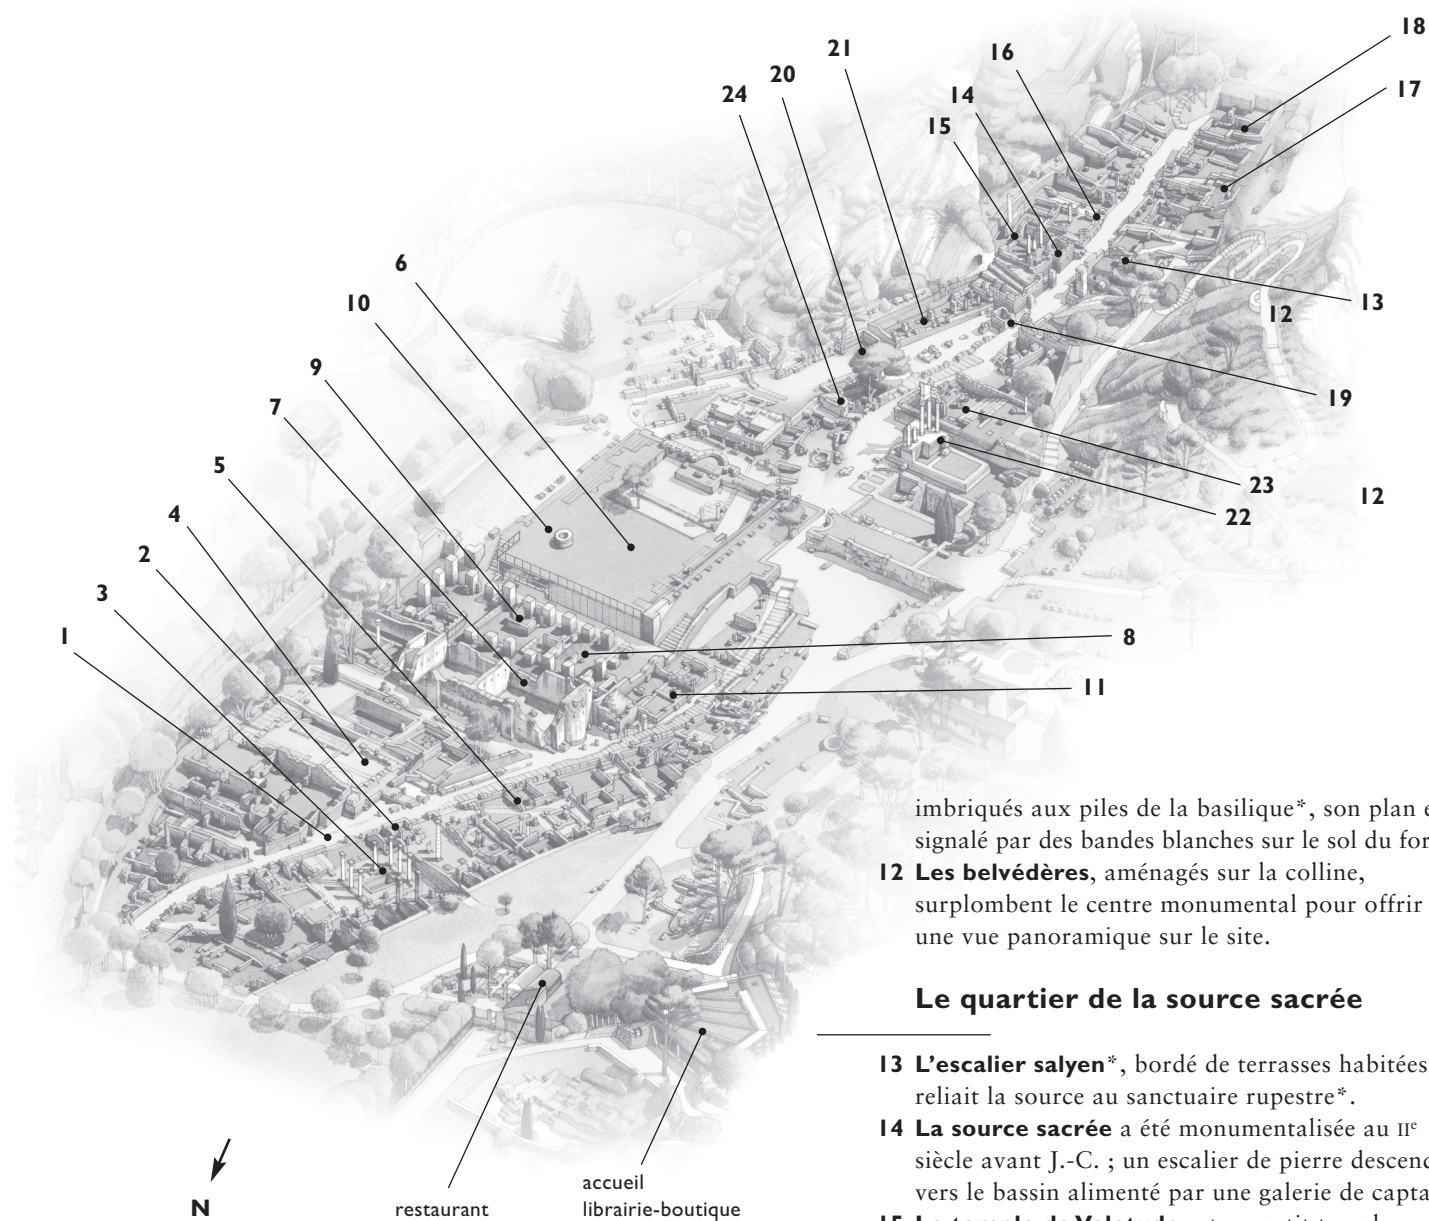 18
16
21
20
17
24
14
15
6
13
12
10
9
19
7
5
23
12
4
22
2
3
1
8
11
imbriqués aux piles de la basilique*, son plan
signalé par des bandes blanches sur le sol du
12 Les belvédères, aménagés sur la colline,
surplombent le centre monumental pour offrir
une vue panoramique sur le site.
Le quartier de la source sacrée
13 L'escalier salyen*, bordé de terrasses habitées
reliait la source au sanctuaire rupestre*.
14 La source sacrée a été monumentalisée au IIe
siècle avant J.-C. ; un escalier de pierre
vers le bassin alimenté par une galerie de
N
restaurant
accueil
librairie-boutique